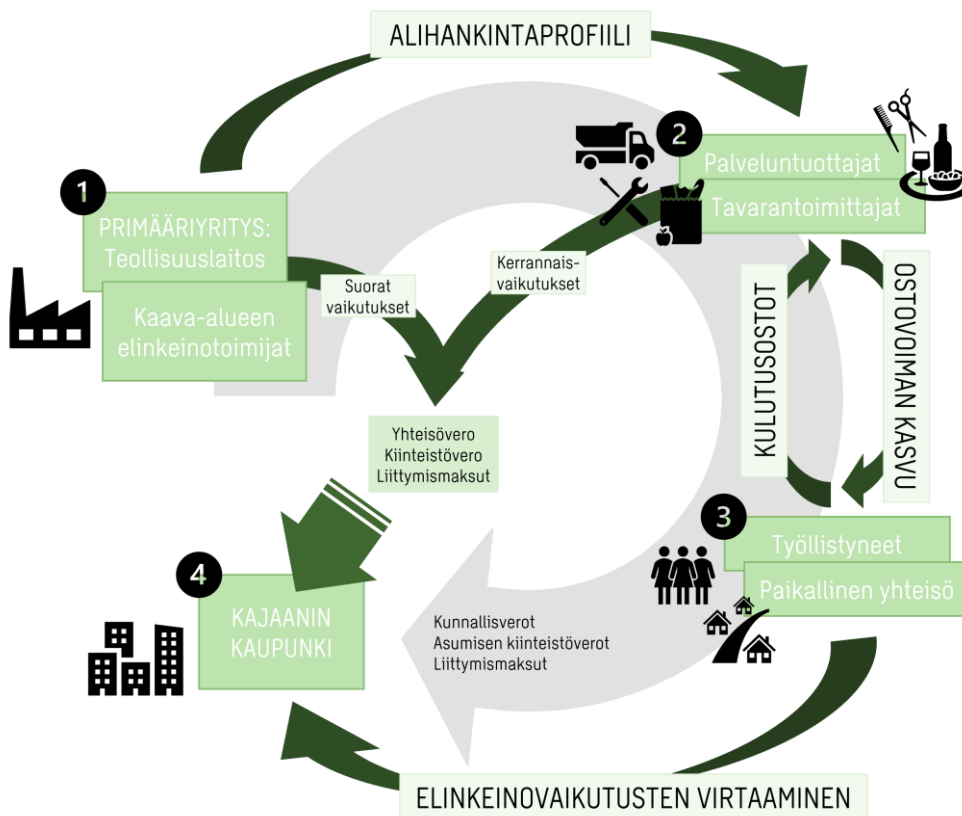 ALIHANKINTAPROFIILI
1
PRIMÄÄRIYRITYS:
Teollisuuslaitos
Kaava-alueen
elinkeinotoimijat
2
Palveluntuottajat
Tavarantoimittajat
Suorat
vaikutukset
Kerrannais-
vaikutukset
KULUTUSOSTOT
OSTOVOIMAN KASVU
Yhteisövero
Kiinteistövero
Liittymismaksut
3
Työllistyneet
Paikallinen yhteisö
4
KAJAANIN
KAUPUNKI
Kunnallisverot
Asumisen kiinteistöverot
Liittymismaksut
ELINKEINOVAIKUTUSTEN VIRTAAMINEN